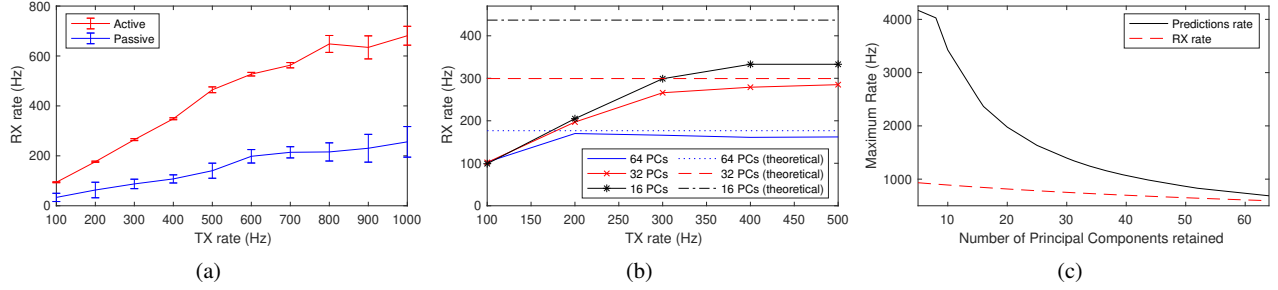 800
600
400
200
0
RX rate (Hz)
Active
Passive
100 200 300 400 500 600 700 800 900 1000
TX rate (Hz)
(a)
400
300
200
100
0
RX rate (Hz)
64 PCs
32 PCs
16 PCs
64 PCs (theoretical)
32 PCs (theoretical)
16 PCs (theoretical)
100 150 200 250 300 350 400 450 500
TX rate (Hz)
(b)
4000
3000
2000
1000
Maximum Rate (Hz)
Predictions rate
RX rate
10 20 30 40 50 60
Number of Principal Components retained
(c)